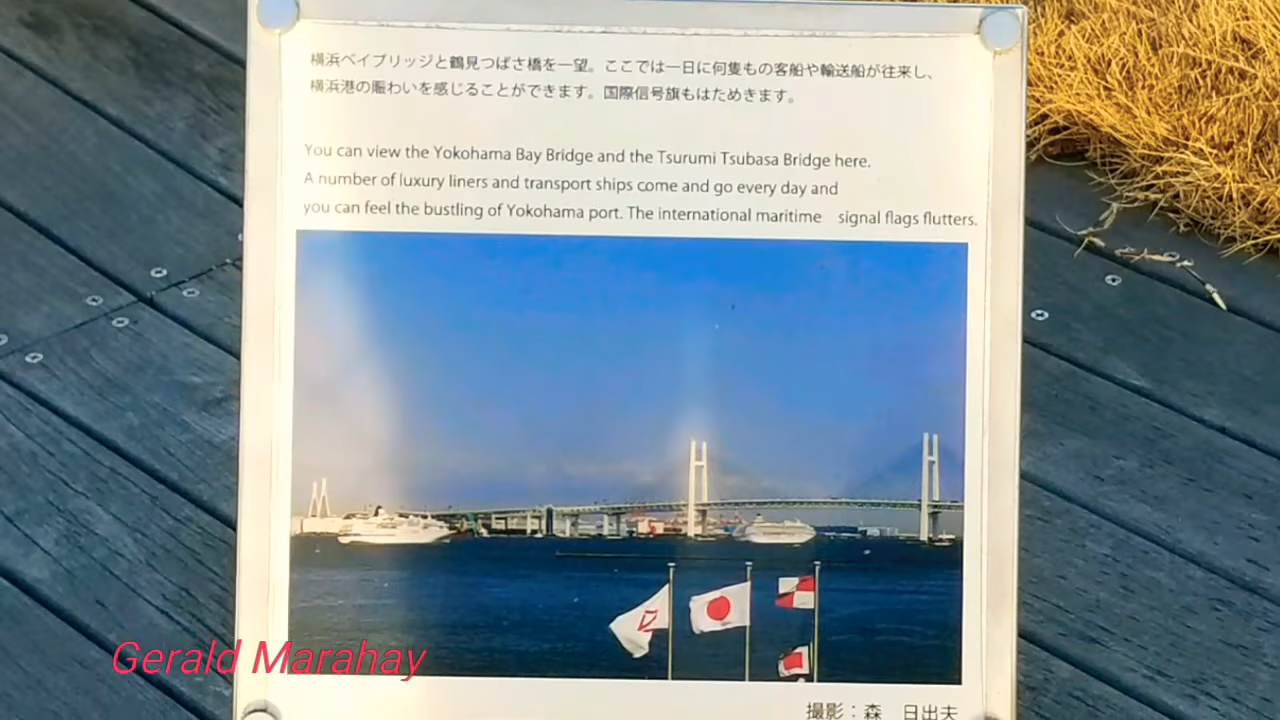 横浜ベイブリッジと鶴見つばさ橋を一望。ここでは一日に何隻もの客船や輸送船が往来し、
横浜港の賑わいを感じることができます。国際信号旗もはためきます。
You can view the Yokohama Bay Bridge and the Tsurumi Tsubasa Bridge here.
A number of luxury liners and transport ships come and go every day and
you can feel the bustling of Yokohama port. The international maritime signal flags flutters.
Gerald Marahay
撮影：森　日出夫